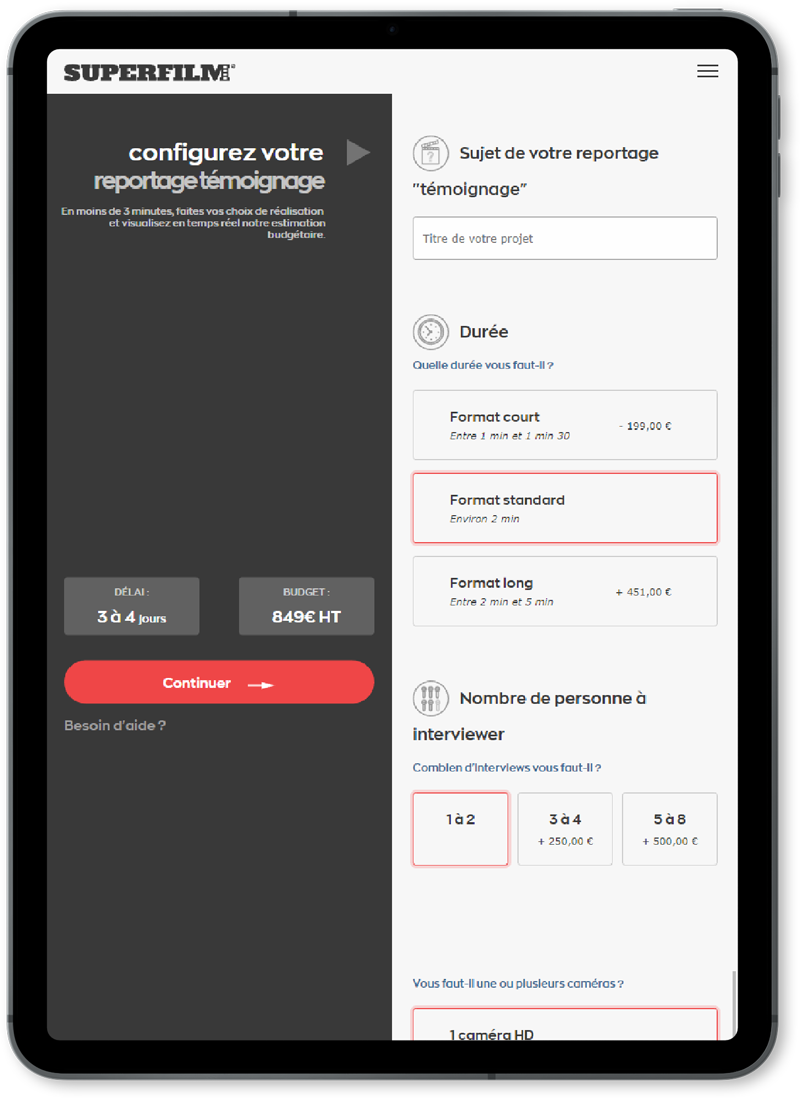 SUPERFILM
configurez votre
reportage témoignage
En moins de 3 minutes, faites vos choix de réalisation
et visualisez en temps réel notre estimation
budgétaire.
DÉLAI :
3 à 4 jours
BUDGET :
849€ HT
Continuer
Besoin d'aide ?
Sujet de votre reportage
"témoignage"
Titre de votre projet
Durée
Quelle durée vous faut-il ?
Format court
Entre 1 min et 1 min 30
- 199,00 €
Format standard
Environ 2 min
Format long
Entre 2 min et 5 min
+ 451,00 €
Nombre de personne à
interviewer
Combien d'interviews vous faut-il ?
1 à 2
3 à 4
+ 250,00 €
5 à 8
+ 500,00 €
Vous faut-il une ou plusieurs caméras ?
1 caméra HD